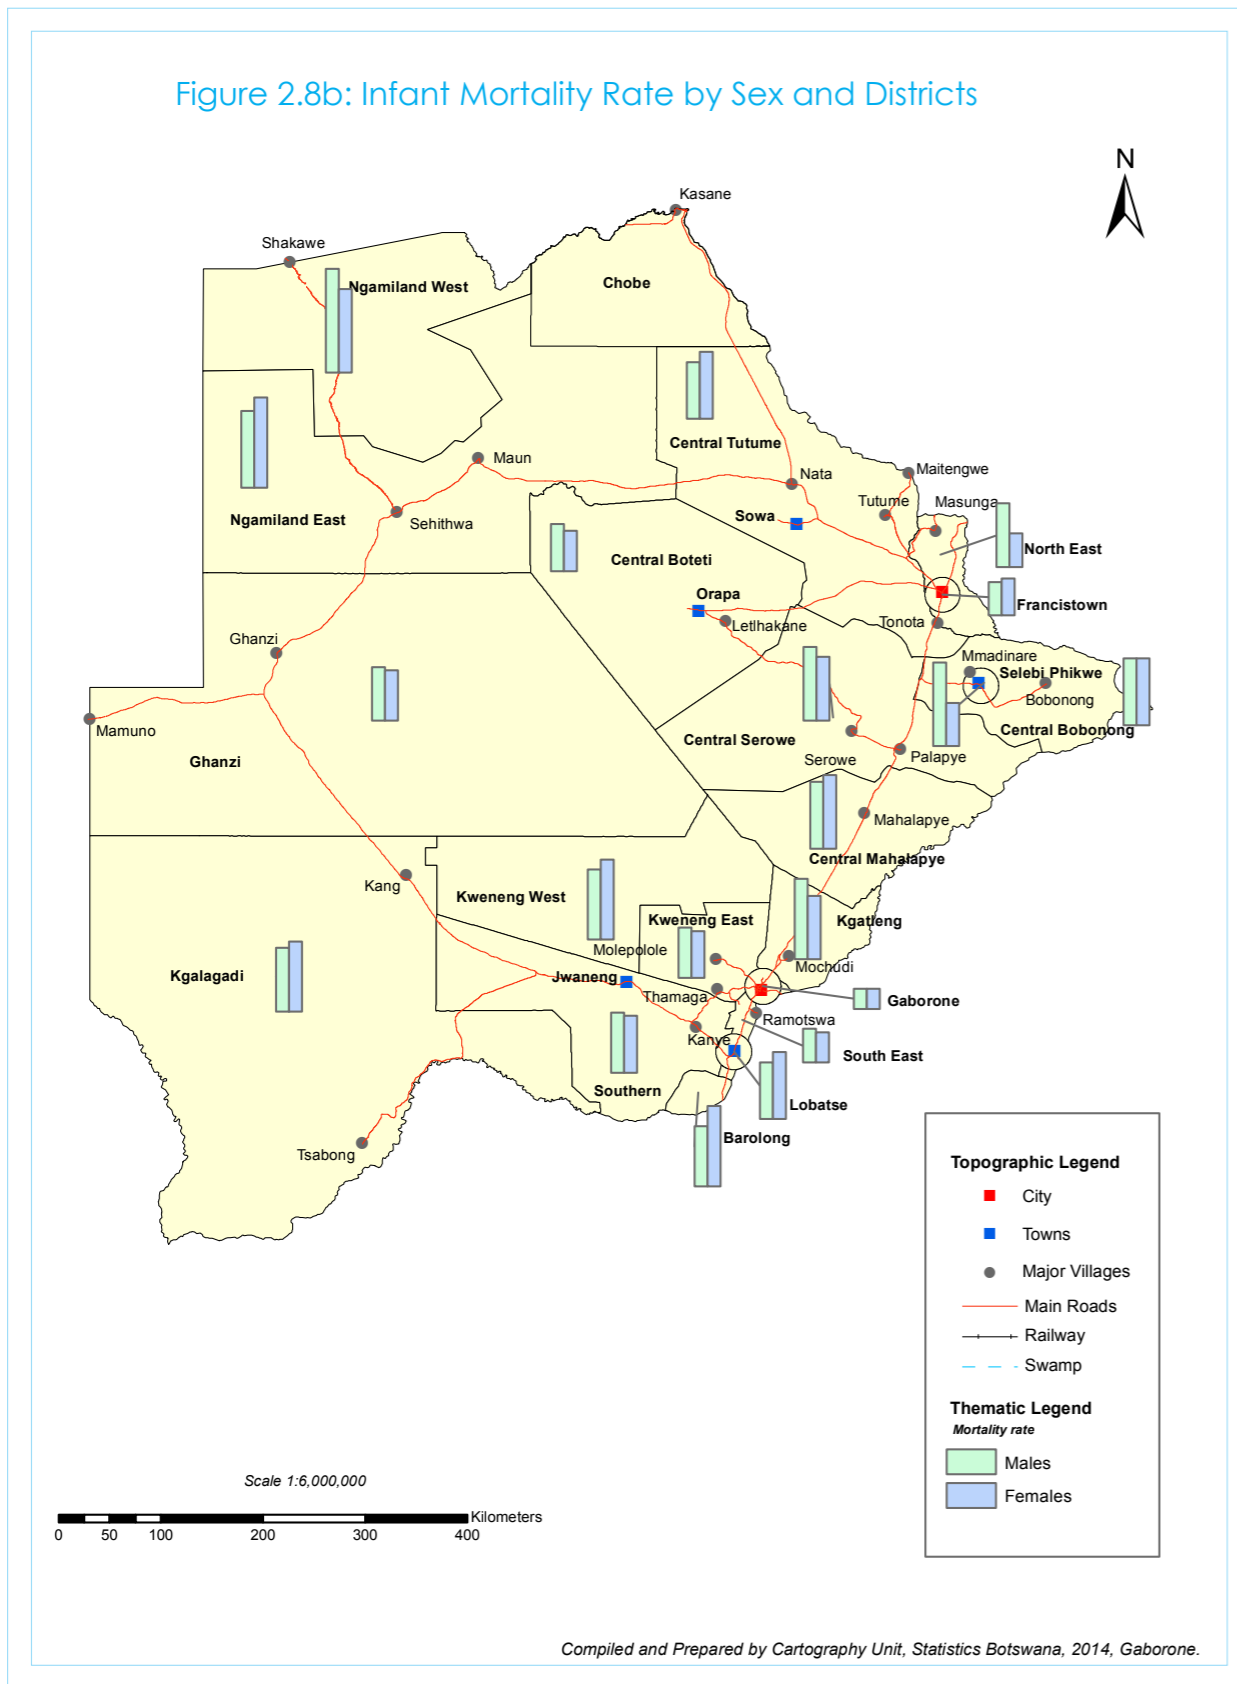 Figure 2.8b: Infant Mortality Rate by Sex and Districts
N
Kasane
Shakawe
Ngamiland West
Chobe
Central Tutume
Maun
Nata
Maitengwe
Tutume
Masunga
Ngamiland East
Sehithwa
Sowa
North East
Central Boteti
Orapa
Francistown
Letlhakane
Tonota
Ghanzi
Mmadinare
Selebi Phikwe
Bobonong
Mamuno
Central Serowe
Central Bobonong
Ghanzi
Serowe
Palapye
Mahalapye
Central Mahalapye
Kang
Kweneng West
Kweneng East
Kgatleng
Molepolole
Mochudi
Kgalagadi
Jwaneng
Thamaga
Gaborone
Ramotswa
Kanye
South East
Southern
Lobatse
Barolong
Tsabong
Topographic Legend
City
Towns
Major Villages
Main Roads
Railway
Swamp
Thematic Legend
Mortality rate
Males
Females
Scale 1:6,000,000
Kilometers
0 50 100 200 300 400
Compiled and Prepared by Cartography Unit, Statistics Botswana, 2014, Gaborone.